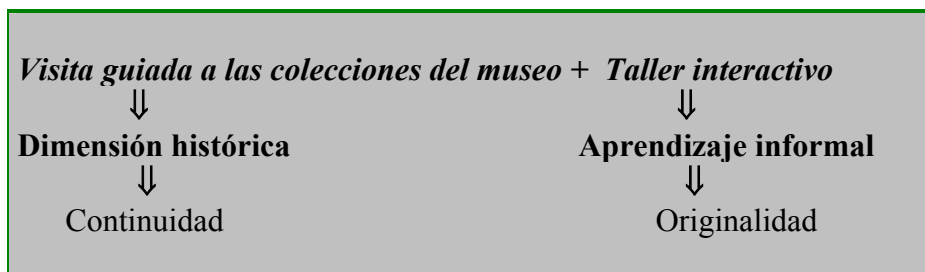 Visita guiada a las colecciones del museo + Taller interactivo
⇓ ⇓
Dimensión histórica Aprendizaje informal
⇓ ⇓
Continuidad Originalidad